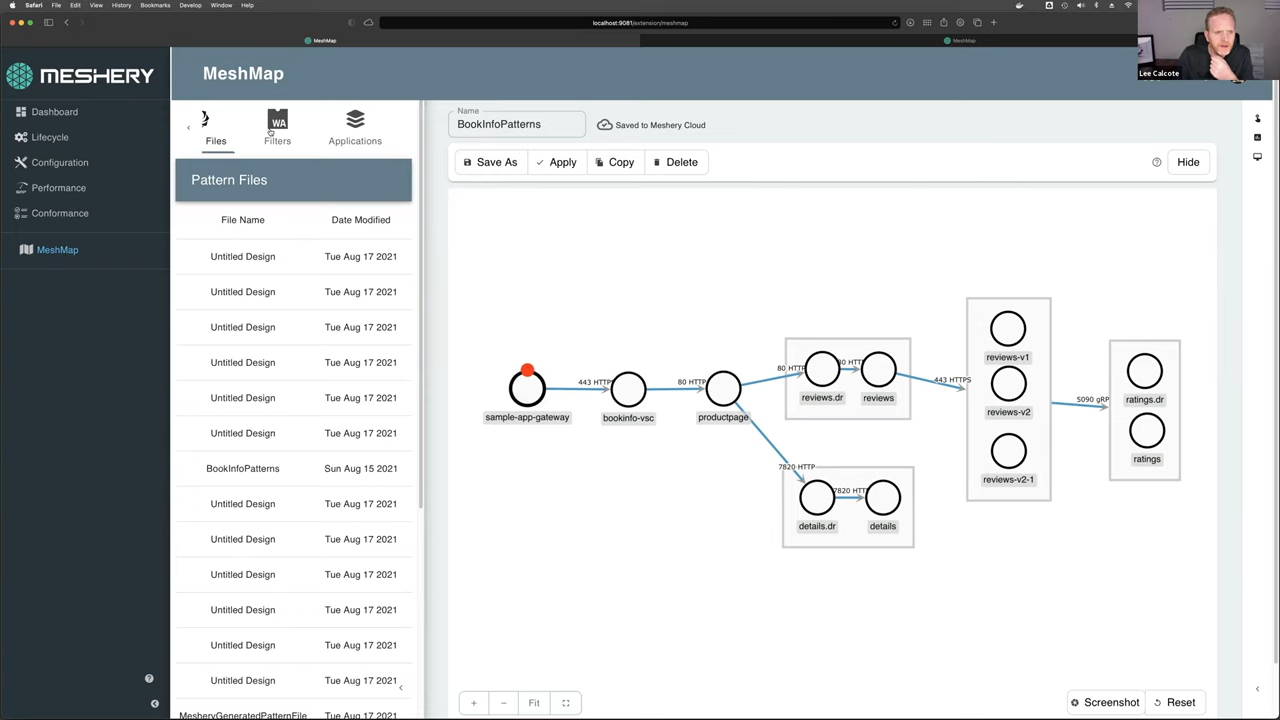 Safari File Edit View History Bookmarks Develop Window Help
localhost:9081/extension/meshmap
MeshMap
MeshMap
Lee Calcote
MESHERY
MeshMap
Dashboard
Lifecycle
Configuration
Performance
Conformance
MeshMap
Files
WA
Filters
Applications
Pattern Files
File Name Date Modified
Untitled Design Tue Aug 17 2021
Untitled Design Tue Aug 17 2021
Untitled Design Tue Aug 17 2021
Untitled Design Tue Aug 17 2021
Untitled Design Tue Aug 17 2021
Untitled Design Tue Aug 17 2021
BookInfoPatterns Sun Aug 15 2021
Untitled Design Tue Aug 17 2021
Untitled Design Tue Aug 17 2021
Untitled Design Tue Aug 17 2021
Untitled Design Tue Aug 17 2021
Untitled Design Tue Aug 17 2021
Untitled Design Tue Aug 17 2021
MesheryGeneratedPatternFile Tue Aug 17 2021
Name
BookInfoPatterns
Saved to Meshery Cloud
Save As Apply Copy Delete
Hide
sample-app-gateway
443 HTTP
bookinfo-vsc
80 HTTP
productpage
80 HTTP
reviews.dr
80 HTT
reviews
7820 HTTP
details.dr
7820 HTT
details
443 HTTPS
reviews-v1
reviews-v2
reviews-v2-1
5090 gRP
ratings.dr
ratings
+ − Fit
Screenshot
Reset